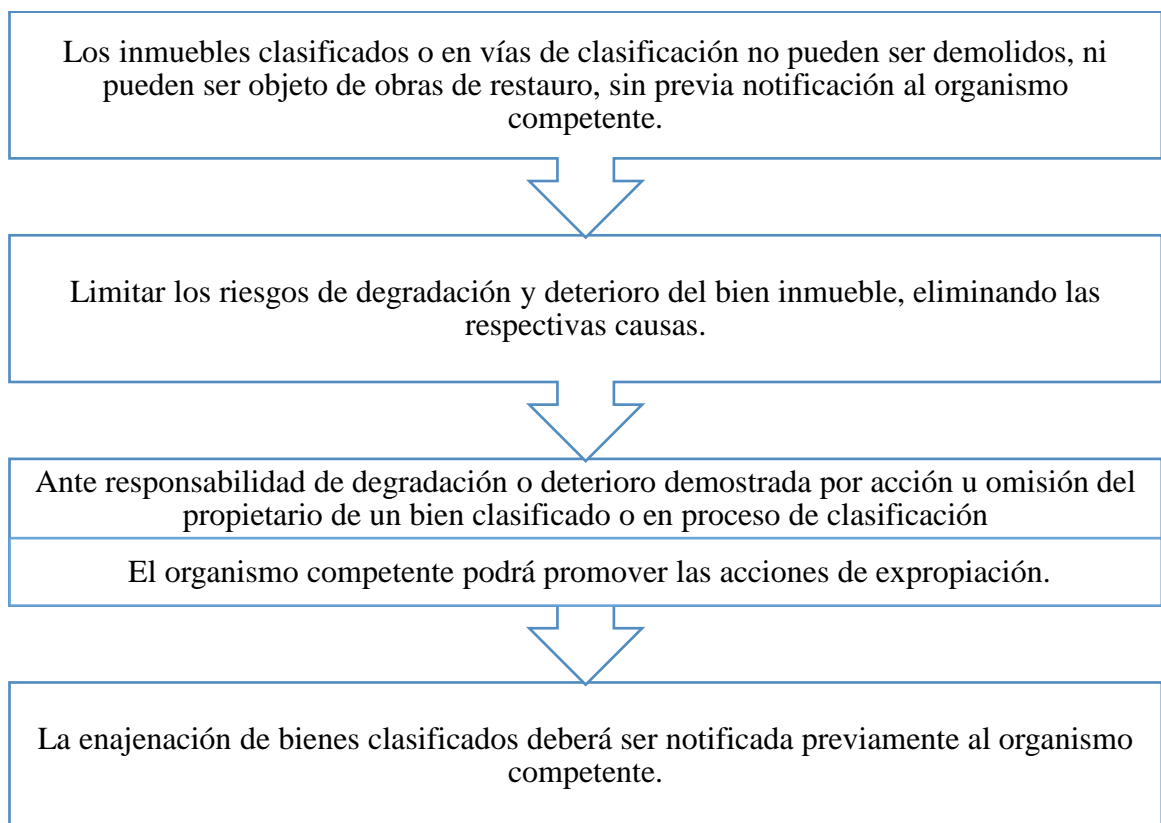 Los inmuebles clasificados o en vías de clasificación no pueden ser demolidos, ni
pueden ser objeto de obras de restauro, sin previa notificación al organismo
competente.
Limitar los riesgos de degradación y deterioro del bien inmueble, eliminando las
respectivas causas.
Ante responsabilidad de degradación o deterioro demostrada por acción u omisión del
propietario de un bien clasificado o en proceso de clasificación
El organismo competente podrá promover las acciones de expropiación.
La enajenación de bienes clasificados deberá ser notificada previamente al organismo
competente.